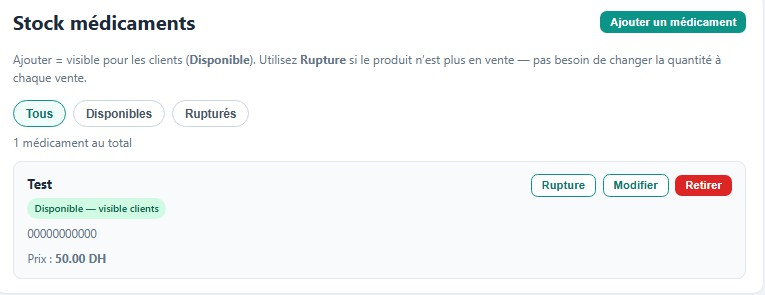 Stock médicaments
Ajouter un médicament
Ajouter = visible pour les clients (Disponible). Utilisez Rupture si le produit n'est plus en vente — pas besoin de changer la quantité à
chaque vente.
Tous
Disponibles
Rupturés
1 médicament au total
Test
Rupture
Modifier
Retirer
Disponible — visible clients
00000000000
Prix : 50.00 DH